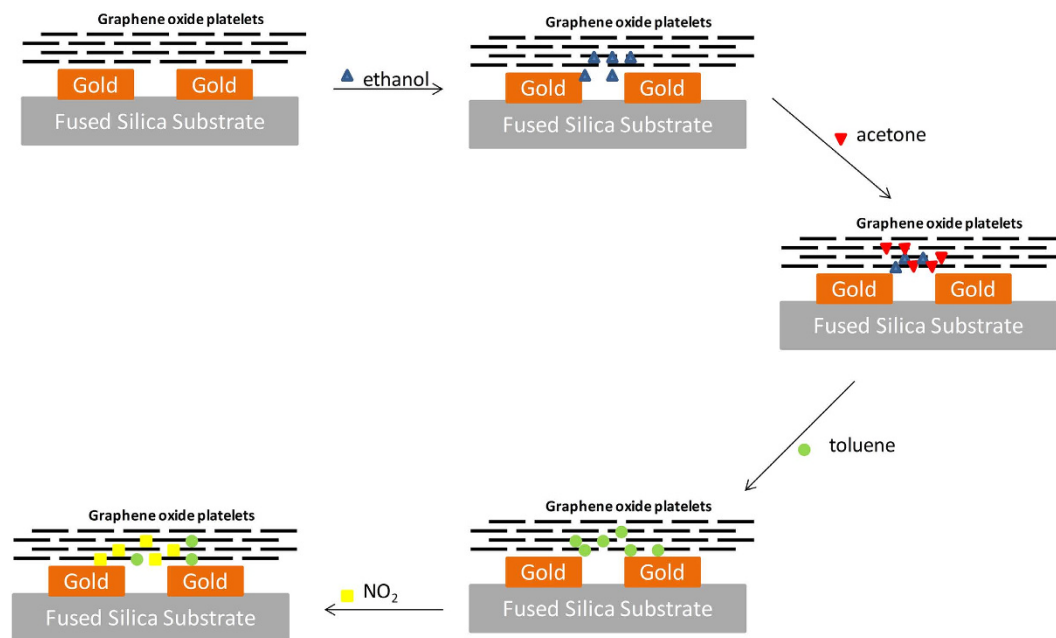 Graphene oxide platelets
Gold Gold
Fused Silica Substrate
ethanol
Graphene oxide platelets
Gold Gold
Fused Silica Substrate
acetone
Graphene oxide platelets
Gold Gold
Fused Silica Substrate
toluene
Graphene oxide platelets
Gold Gold
Fused Silica Substrate
NO₂
Graphene oxide platelets
Gold Gold
Fused Silica Substrate